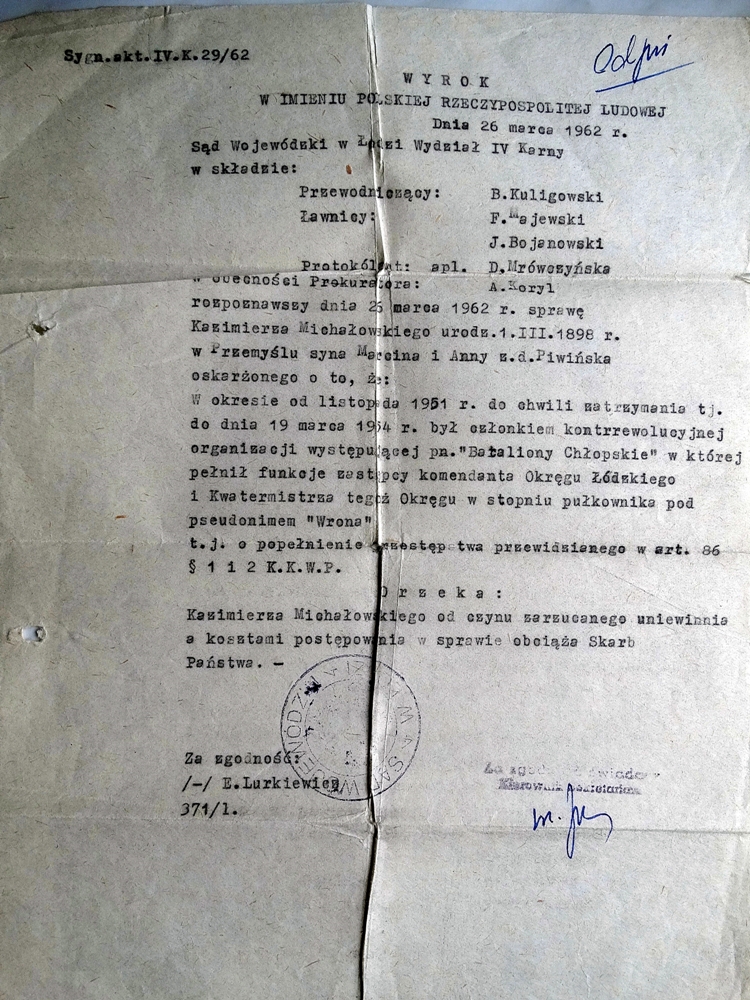 Sygn.akt.IV.K.29/62
Odpis
W Y R O K
W IMIENIU POLSKIEJ RZECZYPOSPOLITEJ LUDOWEJ
Dnia 26 marca 1962 r.
Sąd Wojewódzki w Łodzi Wydział IV Karny
w składzie:
Przewodniczący: B.Kuligowski
Ławnicy: F.Majewski
J.Bojanowski
Protokólant: apl. D.Mrówczyńska
w obecności Prokuratora: A.Koryl
rozpoznawszy dnia 26 marca 1962 r. sprawę
Kazimierza Michałowskiego urodz.1.III.1898 r.
w Przemyślu syna Marcina i Anny z.d.Piwińska
oskarżonego o to, że:
W okresie od listopada 1951 r. do chwili zatrzymania tj.
do dnia 19 marca 1954 r. był członkiem kontrrewolucyjnej
organizacji występującej pn."Bataliony Chłopskie" w której
pełnił funkcje zastępcy komendanta Okręgu Łódzkiego
i Kwatermistrza tegoż Okręgu w stopniu pułkownika pod
pseudonimem "Wrona"
t.j. o popełnienie przestępstwa przewidzianego w art. 86
§ 1 i 2 K.K.W.P.
O r z e k a :
Kazimierza Michałowskiego od czynu zarzucanego uniewinnia
a kosztami postępowania w sprawie obciąża Skarb
Państwa. -
Za zgodność:
/-/ E.Lurkiewicz
371/l.
Za zgodność świadczy
Kierownik Sekretariatu